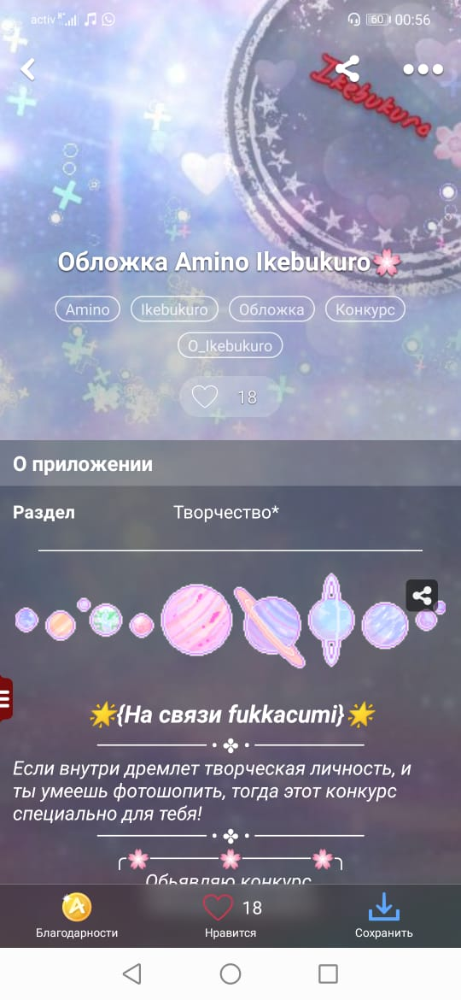 activ 60 00:56
Ikebukuro
Обложка Amino Ikebukuro🌸
Amino Ikebukuro Обложка Конкурс
O_Ikebukuro
18
О приложении
Раздел Творчество*
🌟{На связи fukkacumi}🌟
Если внутри дремлет творческая личность, и
ты умеешь фотошопить, тогда этот конкурс
специально для тебя!
Обьявляю конкурс
18
Благодарности Нравится Сохранить